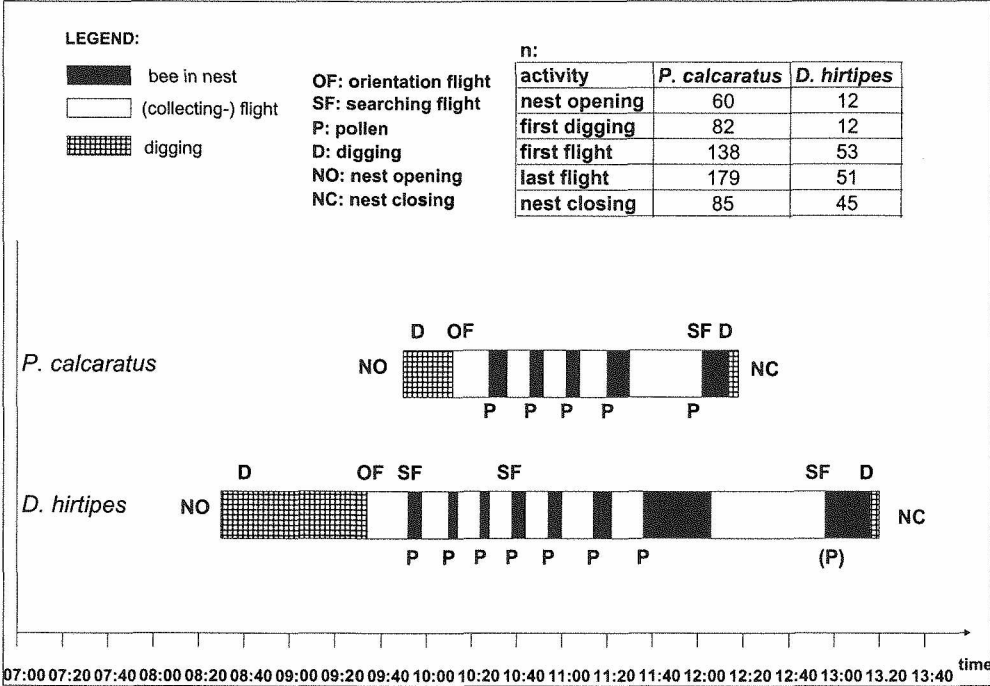 LEGEND:
bee in nest
(collecting-) flight
digging
OF: orientation flight
SF: searching flight
P: pollen
D: digging
NO: nest opening
NC: nest closing
n:
activity P. calcaratus D. hirtipes
nest opening 60 12
first digging 82 12
first flight 138 53
last flight 179 51
nest closing 85 45
D OF SF D
P. calcaratus NO NC
P P P P P
D OF SF SF SF D
D. hirtipes NO NC
P P P P P P P (P)
time
07:00 07:20 07:40 08:00 08:20 08:40 09:00 09:20 09:40 10:00 10:20 10:40 11:00 11:20 11:40 12:00 12:20 12:40 13:00 13.20 13:40